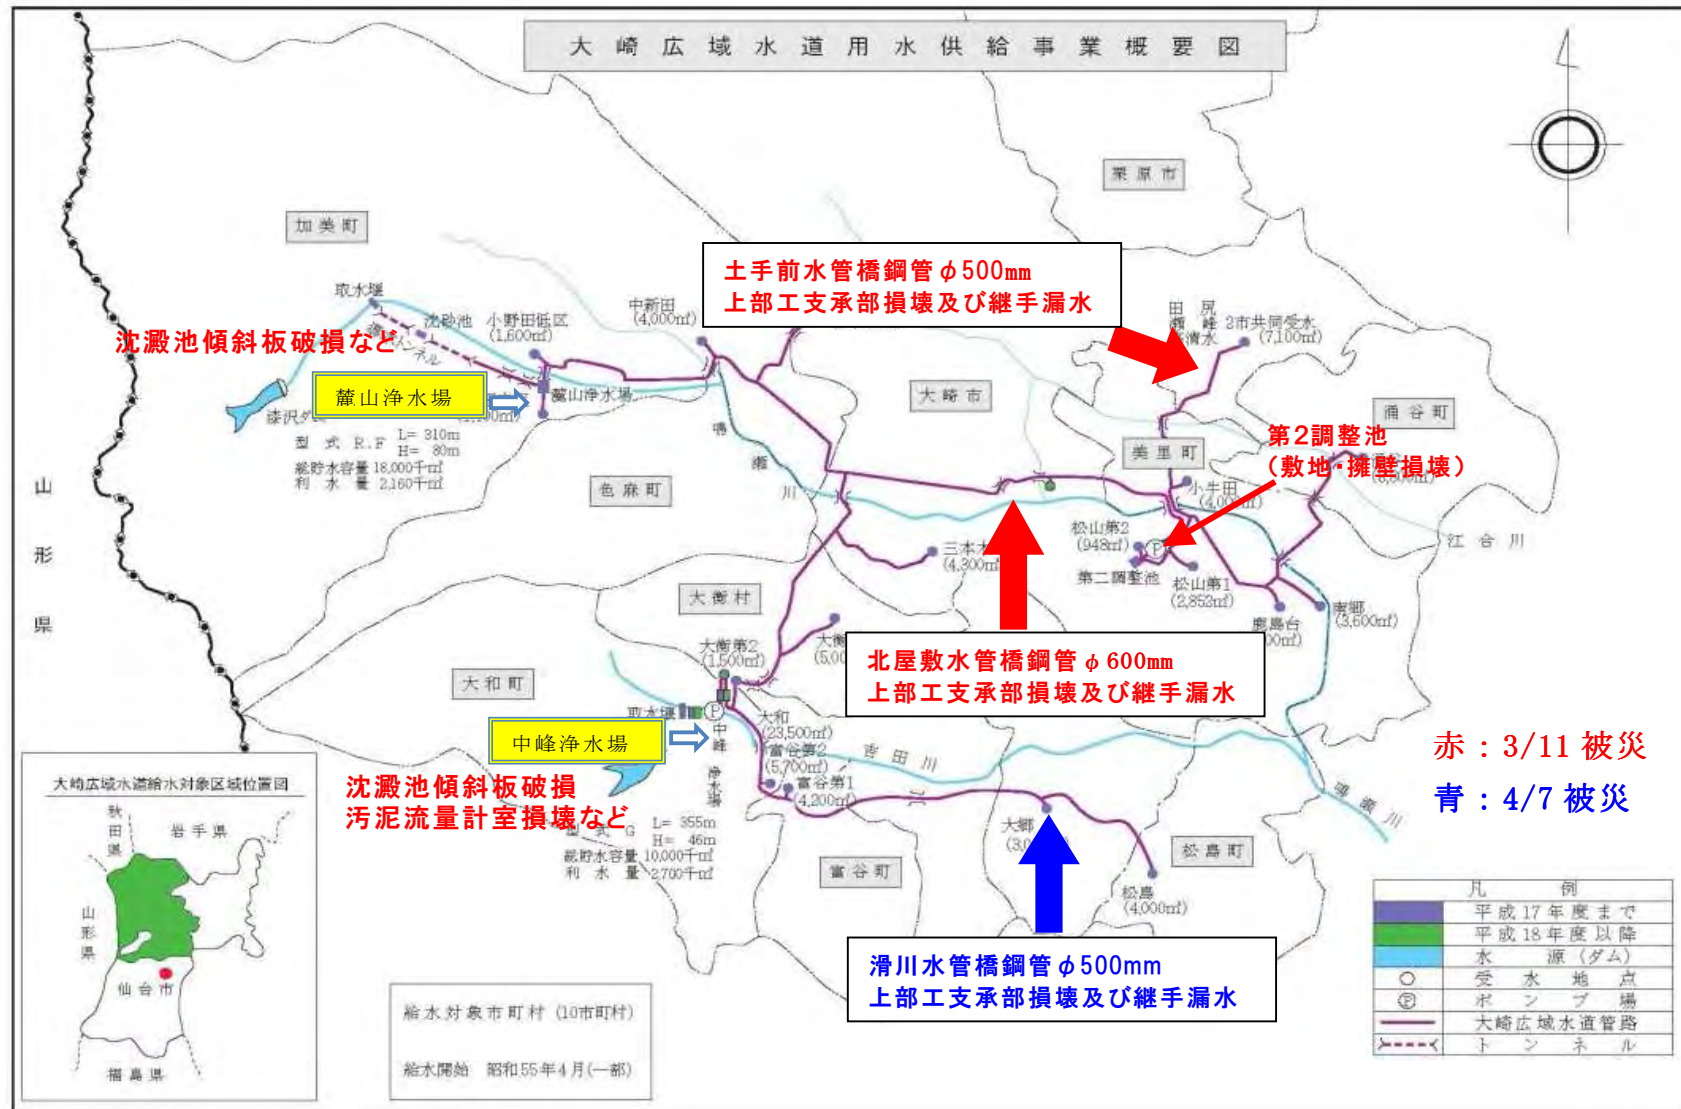 大崎広域水道用水供給事業概要図
栗原市
加美町
土手前水管橋鋼管φ500mm
上部工支承部損壊及び継手漏水
取水堰
沈砂池
小野田低区
(1,600㎥)
中新田
(4,000㎥)
田尻
瀬峰
2市共同受水
(7,100㎥)
沈澱池傾斜板破損など
麓山浄水場
麓山浄水場
漆沢ダ
型式 R.F L= 310m
H= 80m
総貯水容量 18,000千㎥
利水量 2,160千㎥
大崎市
涌谷町
美里町
第2調整池
（敷地・擁壁損壊）
鳴瀬川
色麻町
小牛田
(4,000㎥)
松山第2
(948㎥)
第二調整池
松山第1
(2,852㎥)
江合川
三本木
(4,300㎥)
鹿島台
南郷
(3,600㎥)
山形県
大衡村
大衡第2
(1,500㎥)
北屋敷水管橋鋼管φ600mm
上部工支承部損壊及び継手漏水
大和町
取水堰
P
中峰浄水場
中峰浄水場
大和
(23,500㎥)
富谷第2
(5,700㎥)
富谷第1
(4,200㎥)
吉田川
鳴瀬川
赤：3/11 被災
青：4/7 被災
沈澱池傾斜板破損
汚泥流量計室損壊など
型式 G L= 355m
H= 46m
総貯水容量 10,000千㎥
利水量 2,700千㎥
大郷
富谷町
松島町
松島
(4,000㎥)
滑川水管橋鋼管φ500mm
上部工支承部損壊及び継手漏水
大崎広域水道給水対象区域位置図
秋田県
岩手県
山形県
仙台市
福島県
給水対象市町村 (10市町村)
給水開始 昭和55年4月(一部)
凡例
平成17年度まで
平成18年度以降
水源(ダム)
受水地点
P ポンプ場
大崎広域水道管路
トンネル